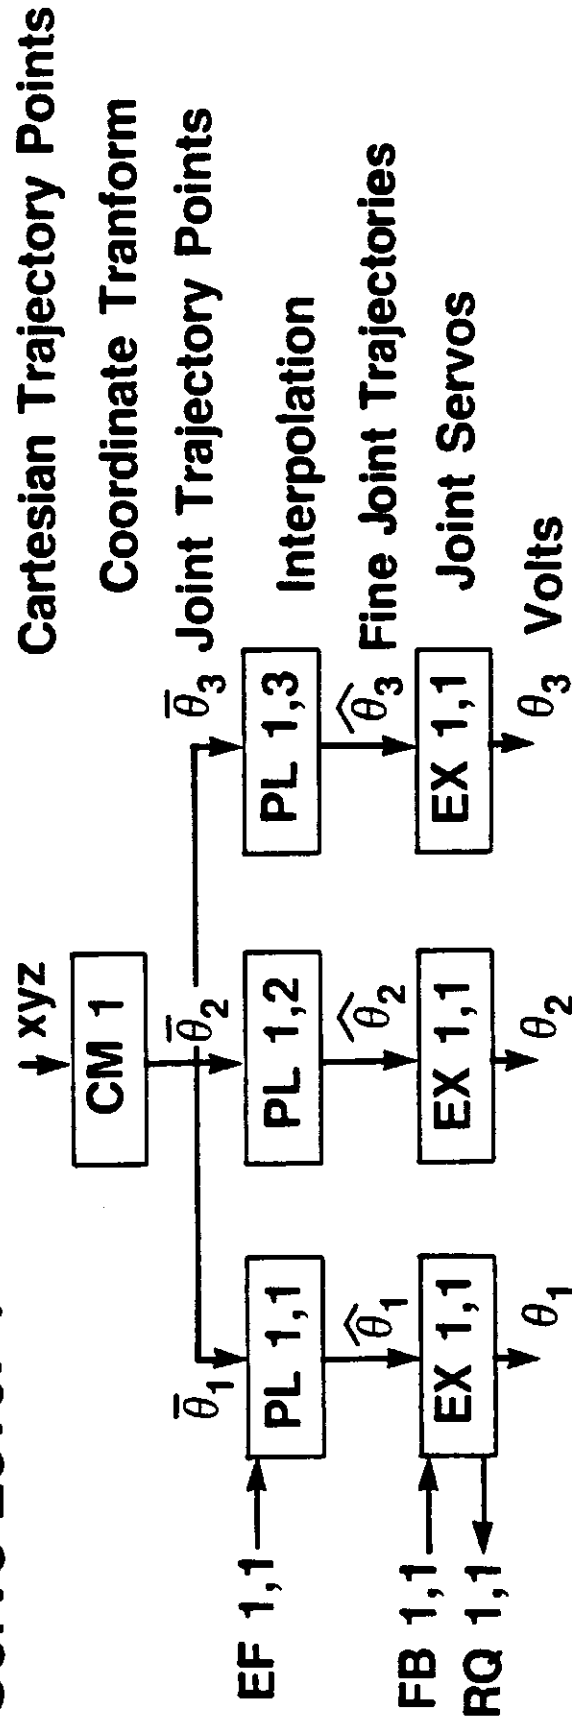 xyz Cartesian Trajectory Points
CM 1 Coordinate Tranform
θ̄₁ θ̄₂ θ̄₃ Joint Trajectory Points
EF 1,1 PL 1,1 PL 1,2 PL 1,3 Interpolation
θ̂₁ θ̂₂ θ̂₃ Fine Joint Trajectories
FB 1,1 EX 1,1 EX 1,1 EX 1,1 Joint Servos
RQ 1,1
θ₁ θ₂ θ₃ Volts